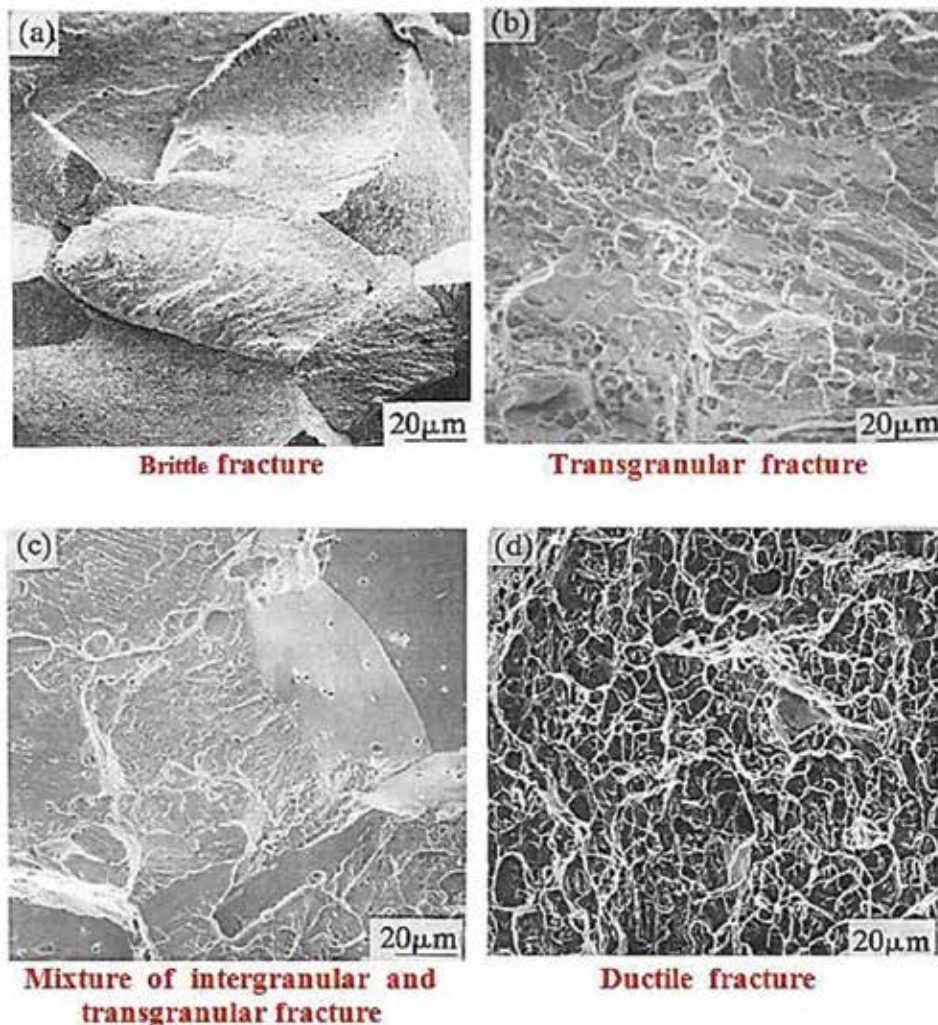 (a)
20µm
Brittle fracture
(b)
20µm
Transgranular fracture
(c)
20µm
Mixture of intergranular and
transgranular fracture
(d)
20µm
Ductile fracture